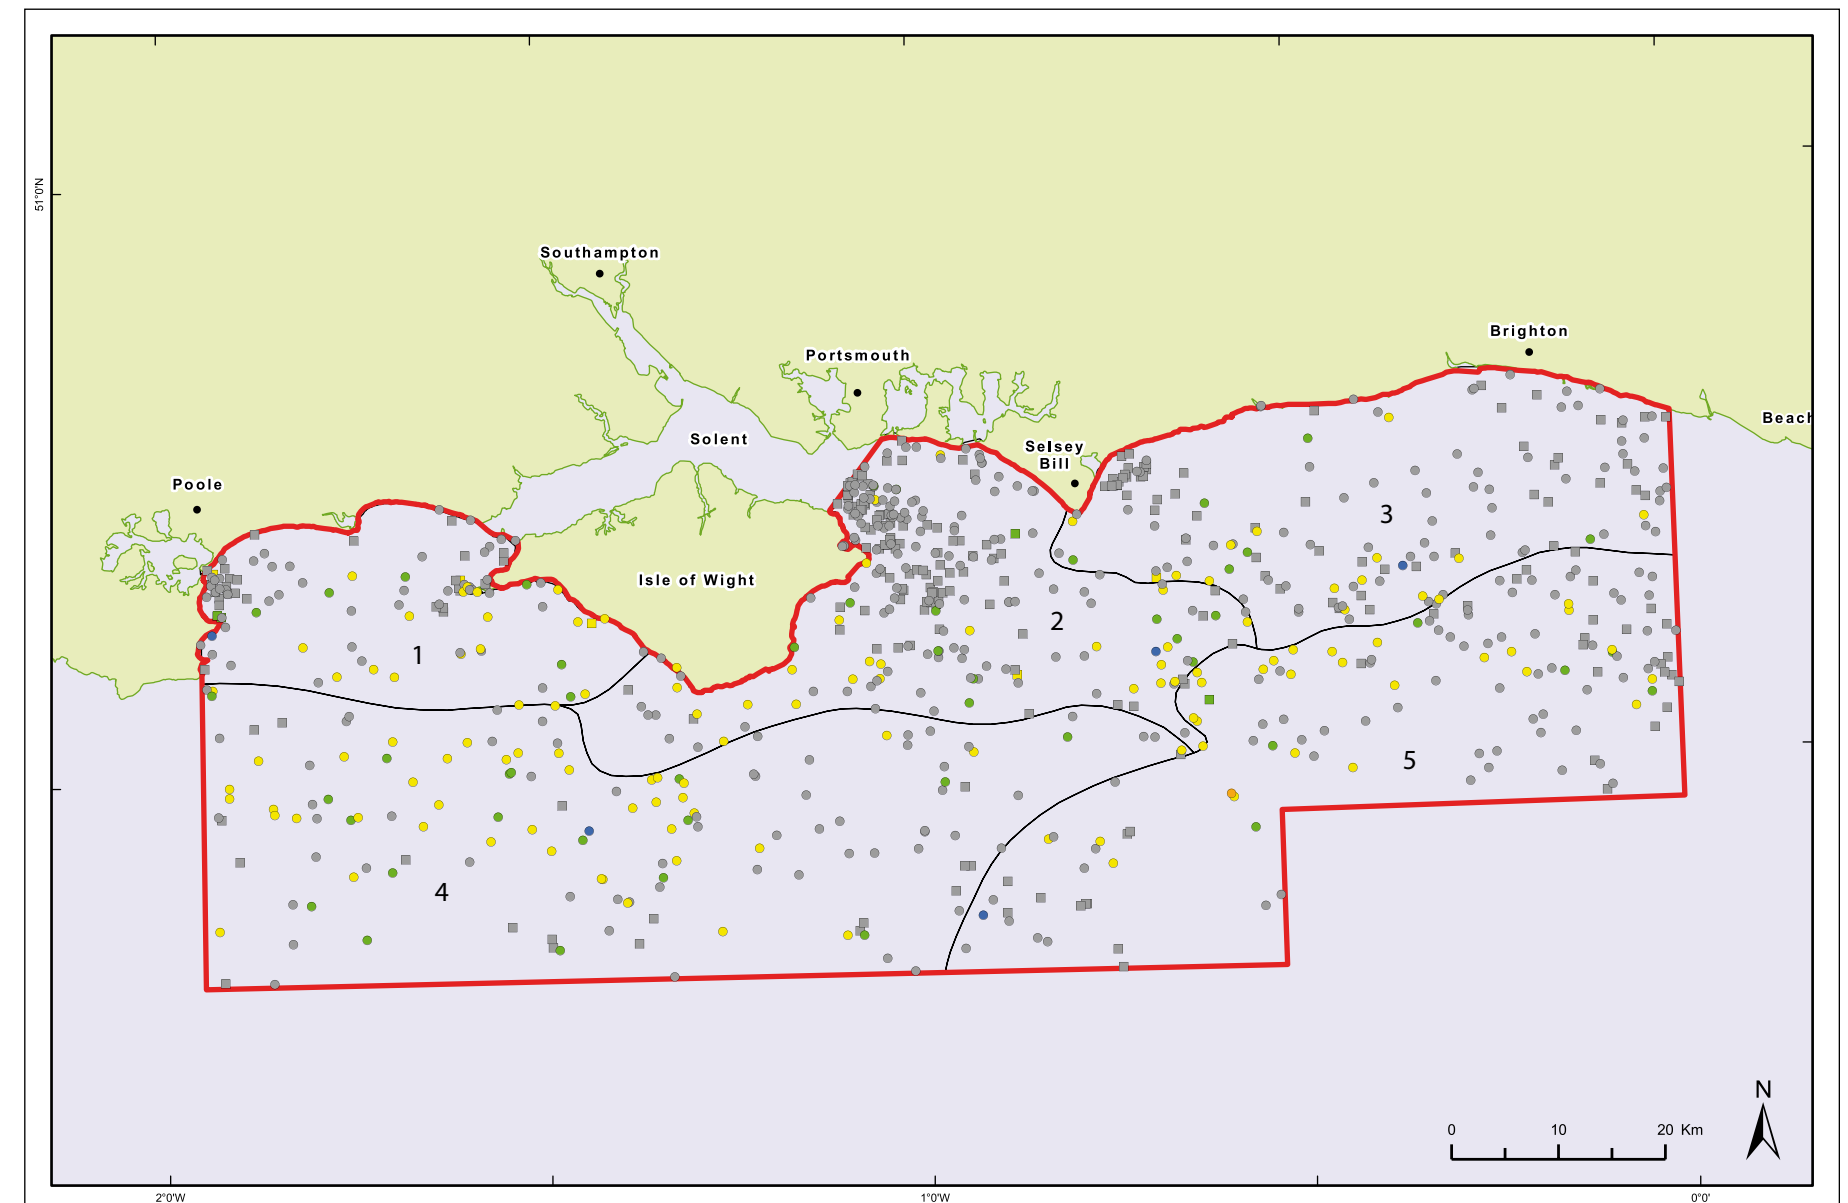 51°0'N
Southampton
Brighton
Portsmouth
Beach
Solent
Selsey
Bill
Poole
3
Isle of Wight
2
1
5
4
N
0 10 20 Km
2°0'W 1°0'W 0°0'